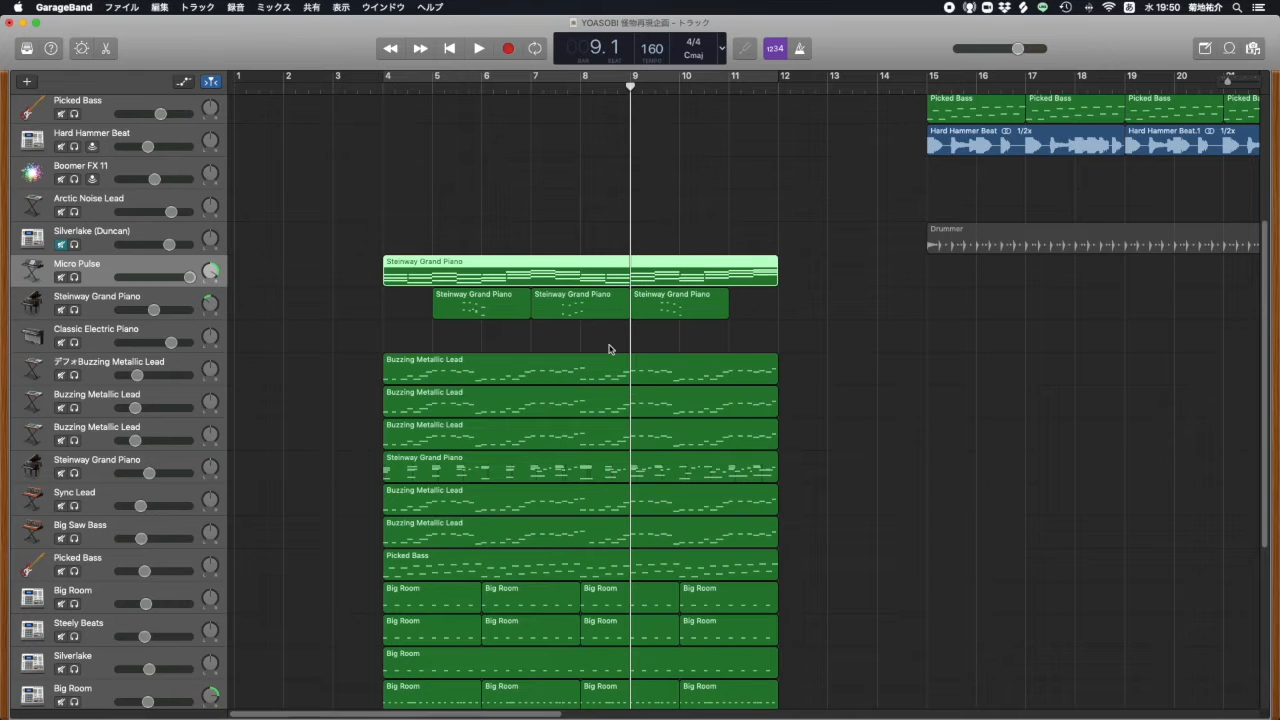 GarageBand ファイル 編集 トラック 録音 ミックス 共有 表示 ウインドウ ヘルプ 水 19:50 菊地祐介
YOASOBI 怪物再現企画 - トラック
009.1 160 4/4 Cmaj 1234
BAR BEAT TEMPO
1 2 3 4 5 6 7 8 9 10 11 12 13 14 15 16 17 18 19 20 21
Picked Bass
Picked Bass Picked Bass Picked Bass Picked B
Hard Hammer Beat
Hard Hammer Beat 1/2x Hard Hammer Beat.1 1/2x
Boomer FX 11
Arctic Noise Lead
Silverlake (Duncan)
Drummer
Micro Pulse
Steinway Grand Piano
Steinway Grand Piano
Steinway Grand Piano Steinway Grand Piano Steinway Grand Piano
Classic Electric Piano
デフォBuzzing Metallic Lead
Buzzing Metallic Lead
Buzzing Metallic Lead
Buzzing Metallic Lead
Buzzing Metallic Lead
Buzzing Metallic Lead
Steinway Grand Piano
Steinway Grand Piano
Sync Lead
Buzzing Metallic Lead
Big Saw Bass
Buzzing Metallic Lead
Picked Bass
Picked Bass
Big Room
Big Room Big Room Big Room Big Room
Steely Beats
Big Room Big Room Big Room Big Room
Silverlake
Big Room
Big Room
Big Room Big Room Big Room Big Room